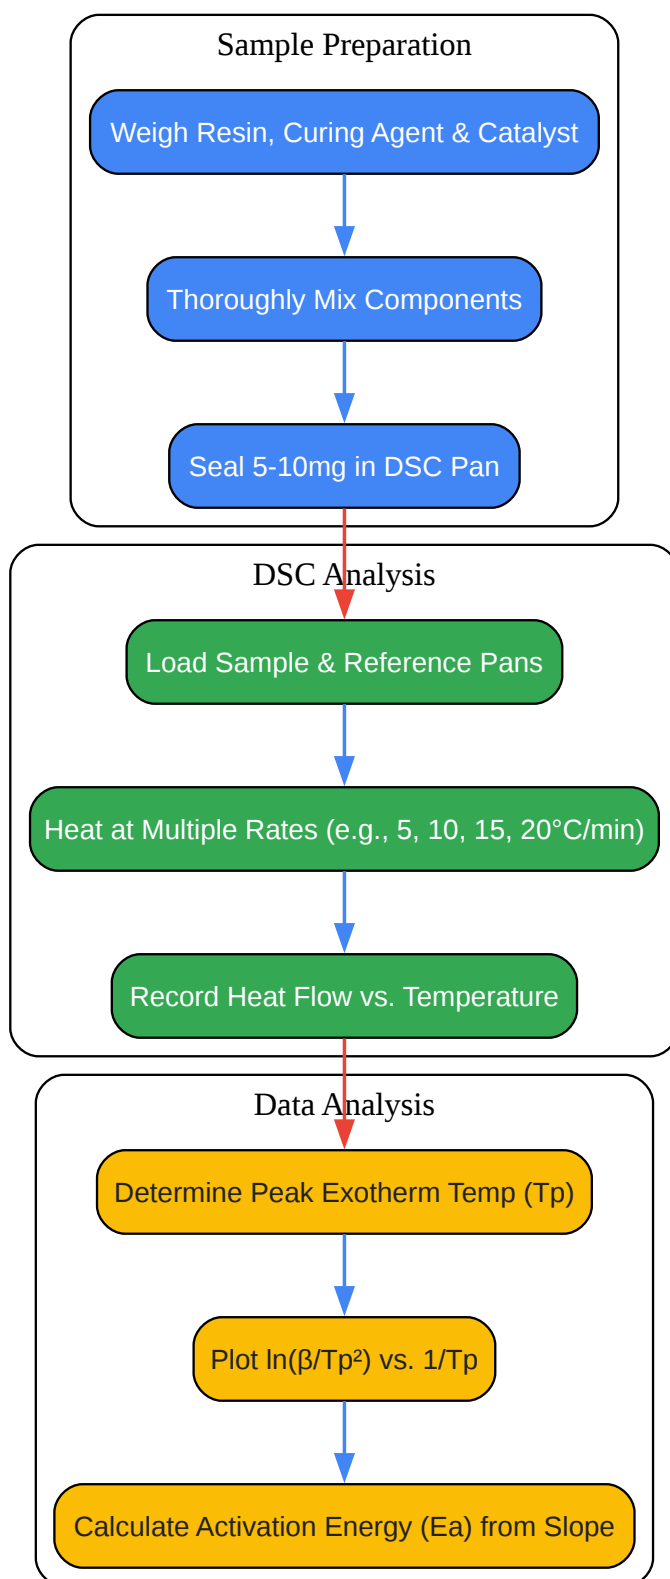 Sample Preparation
Weigh Resin, Curing Agent & Catalyst
Thoroughly Mix Components
Seal 5-10mg in DSC Pan
DSC Analysis
Load Sample & Reference Pans
Heat at Multiple Rates (e.g., 5, 10, 15, 20°C/min)
Record Heat Flow vs. Temperature
Data Analysis
Determine Peak Exotherm Temp (Tp)
Plot ln(β/Tp²) vs. 1/Tp
Calculate Activation Energy (Ea) from Slope